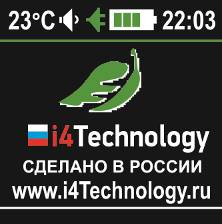 23°C 22:03
i4Technology
СДЕЛАНО В РОССИИ
www.i4Technology.ru